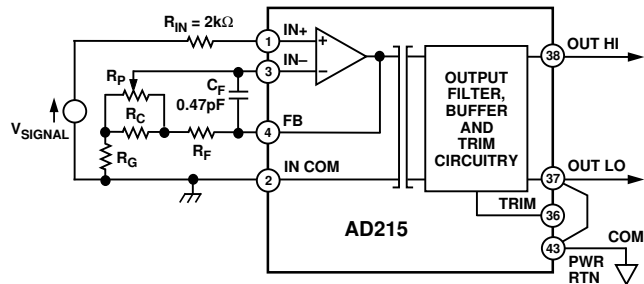 R_IN = 2kΩ
1
IN+
+
3
IN–
–
38
OUT HI
R_P
C_F
0.47pF
OUTPUT
FILTER,
BUFFER
AND
TRIM
CIRCUITRY
R_C
V_SIGNAL
4
FB
R_F
R_G
2
IN COM
37
OUT LO
TRIM
36
AD215
43
COM
PWR
RTN